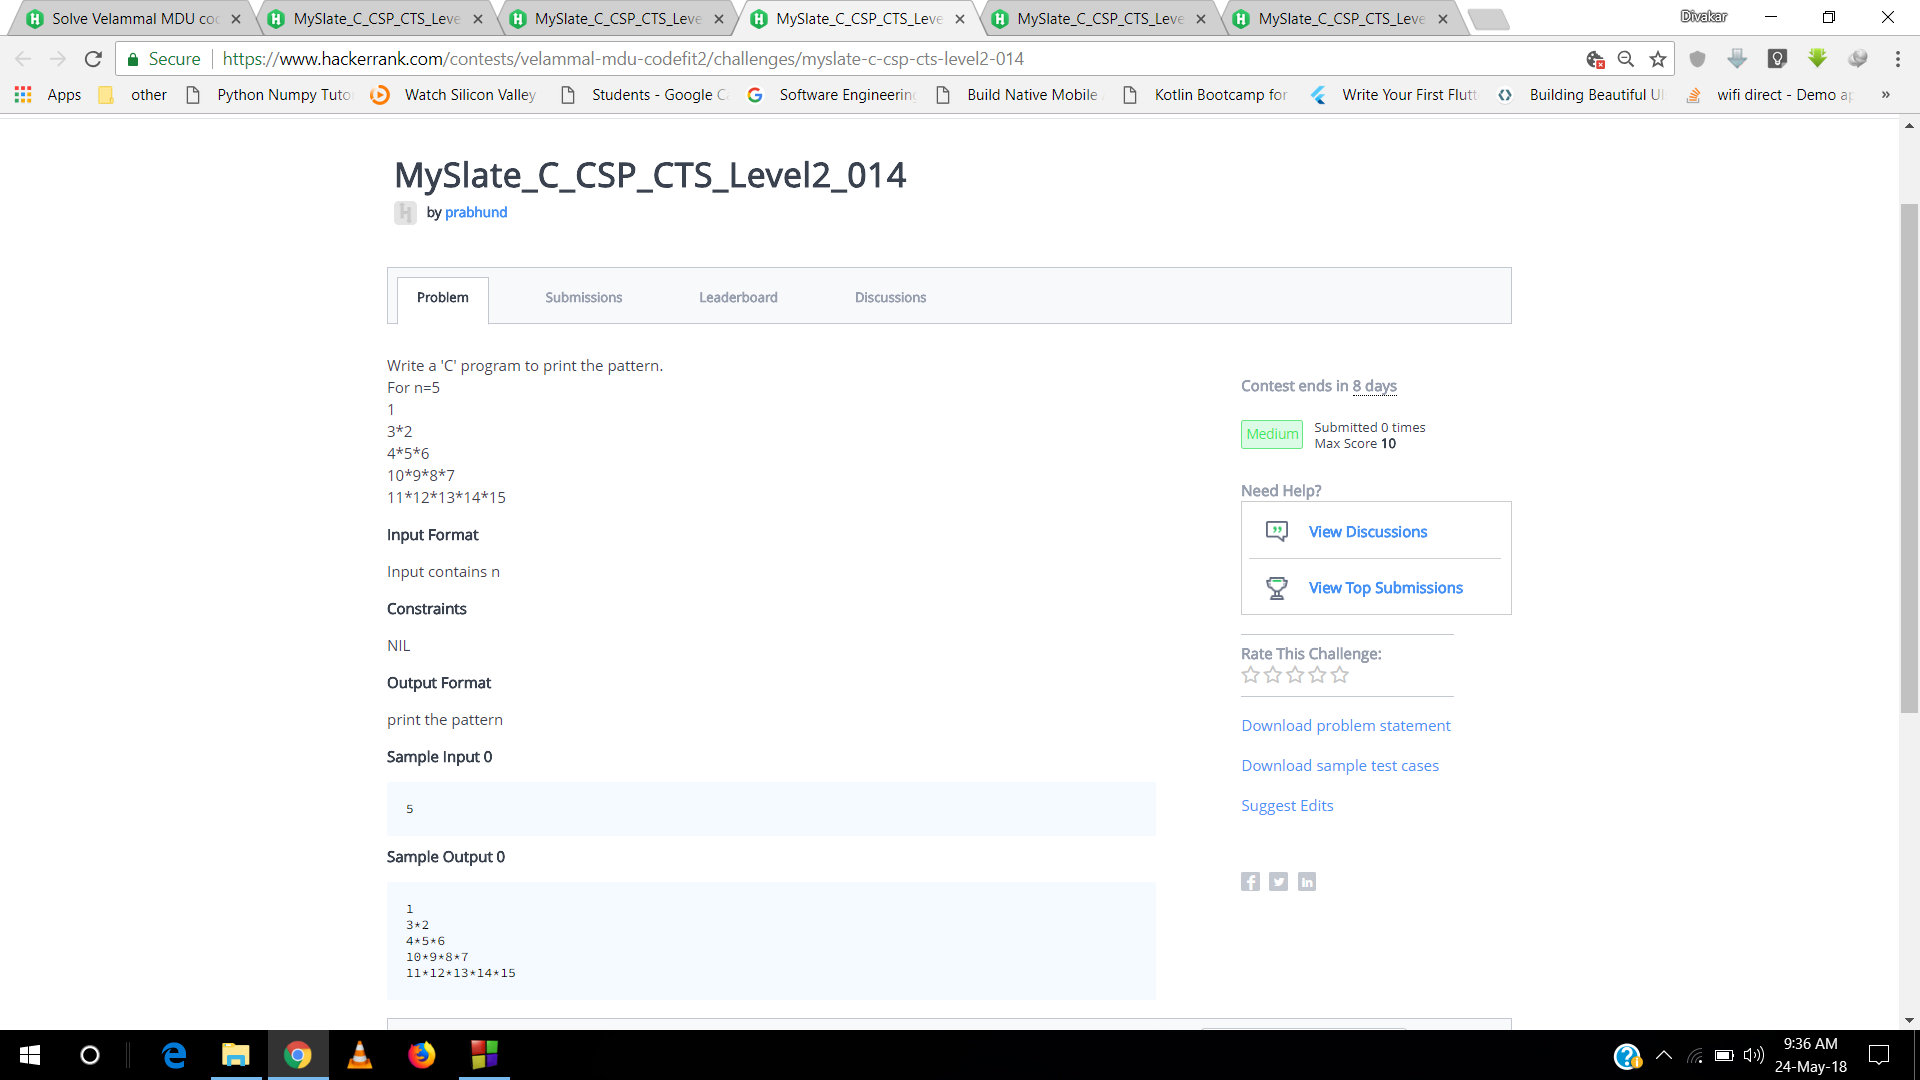 Solve Velammal MDU co
MySlate_C_CSP_CTS_Leve
MySlate_C_CSP_CTS_Leve
MySlate_C_CSP_CTS_Leve
MySlate_C_CSP_CTS_Leve
MySlate_C_CSP_CTS_Leve
Divakar
Secure
https://www.hackerrank.com/contests/velammal-mdu-codefit2/challenges/myslate-c-csp-cts-level2-014
Apps
other
Python Numpy Tuto
Watch Silicon Valley
Students - Google C
Software Engineering
Build Native Mobile
Kotlin Bootcamp for
Write Your First Flutt
Building Beautiful UI
wifi direct - Demo ap
»
MySlate_C_CSP_CTS_Level2_014
by prabhund
Problem
Submissions
Leaderboard
Discussions
Write a 'C' program to print the pattern.
For n=5
1
3*2
4*5*6
10*9*8*7
11*12*13*14*15
Input Format
Input contains n
Constraints
NIL
Output Format
print the pattern
Sample Input 0
5
Sample Output 0
1
3*2
4*5*6
10*9*8*7
11*12*13*14*15
Contest ends in 8 days
Medium
Submitted 0 times
Max Score 10
Need Help?
View Discussions
View Top Submissions
Rate This Challenge:
Download problem statement
Download sample test cases
Suggest Edits
9:36 AM
24-May-18